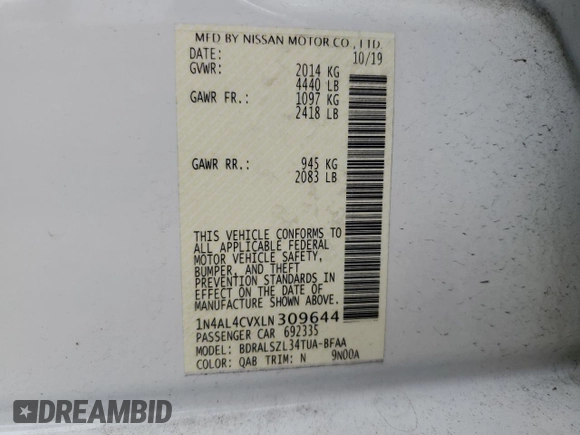 MFD BY NISSAN MOTOR CO., LTD.
DATE: 10/19
GVWR: 2014 KG
4440 LB
GAWR FR.: 1097 KG
2418 LB
GAWR RR.: 945 KG
2083 LB
THIS VEHICLE CONFORMS TO
ALL APPLICABLE FEDERAL
MOTOR VEHICLE SAFETY,
BUMPER, AND THEFT
PREVENTION STANDARDS
IN EFFECT ON THE DATE OF
MANUFACTURE SHOWN ABOVE.
1N4AL4CVXLN309644
PASSENGER CAR 692335
MODEL: BDRALSZL34TUA-BFAA
COLOR: QAB TRIM: N 9N00A
DREAMBID